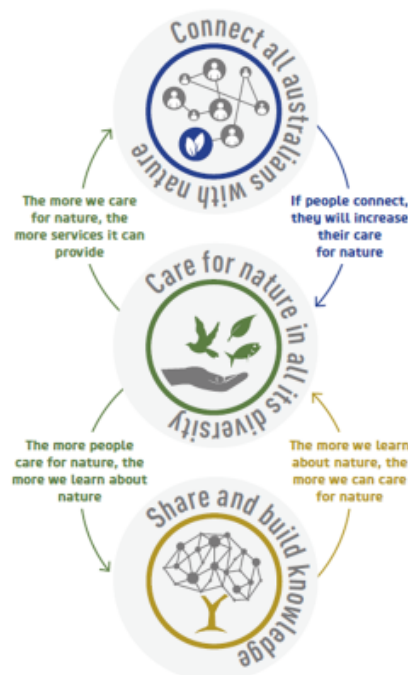 Connect all australians with nature
The more we care
for nature, the
more services it can
provide
If people connect,
they will increase
their care
for nature
Care for nature in all its diversity
The more people
care for nature, the
more we learn about
nature
The more we learn
about nature, the
more we can care
for nature
Share and build knowledge